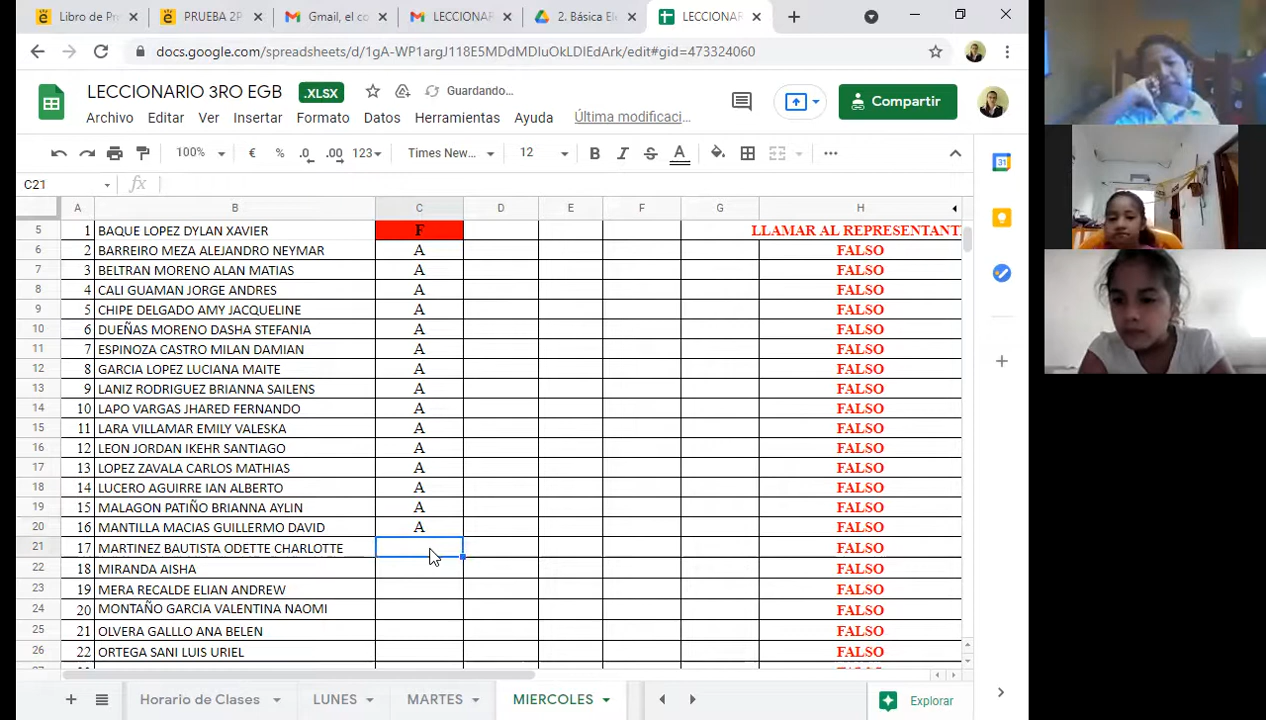 Libro de Pr
PRUEBA 2P
Gmail, el co
LECCIONAR
2. Básica Ele
LECCIONAR
docs.google.com/spreadsheets/d/1gA-WP1argJ118E5MDdMDIuOkLDIEdArk/edit#gid=473324060
LECCIONARIO 3RO EGB .XLSX Guardando...
Archivo Editar Ver Insertar Formato Datos Herramientas Ayuda Última modificaci...
Compartir
100% € % .0 .00 123 Times New... 12 B I S A
C21 fx
A B C D E F G H
5 1 BAQUE LOPEZ DYLAN XAVIER F LLAMAR AL REPRESENTANT
6 2 BARREIRO MEZA ALEJANDRO NEYMAR A FALSO
7 3 BELTRAN MORENO ALAN MATIAS A FALSO
8 4 CALI GUAMAN JORGE ANDRES A FALSO
9 5 CHIPE DELGADO AMY JACQUELINE A FALSO
10 6 DUEÑAS MORENO DASHA STEFANIA A FALSO
11 7 ESPINOZA CASTRO MILAN DAMIAN A FALSO
12 8 GARCIA LOPEZ LUCIANA MAITE A FALSO
13 9 LANIZ RODRIGUEZ BRIANNA SAILENS A FALSO
14 10 LAPO VARGAS JHARED FERNANDO A FALSO
15 11 LARA VILLAMAR EMILY VALESKA A FALSO
16 12 LEON JORDAN IKEHR SANTIAGO A FALSO
17 13 LOPEZ ZAVALA CARLOS MATHIAS A FALSO
18 14 LUCERO AGUIRRE IAN ALBERTO A FALSO
19 15 MALAGON PATIÑO BRIANNA AYLIN A FALSO
20 16 MANTILLA MACIAS GUILLERMO DAVID A FALSO
21 17 MARTINEZ BAUTISTA ODETTE CHARLOTTE FALSO
22 18 MIRANDA AISHA FALSO
23 19 MERA RECALDE ELIAN ANDREW FALSO
24 20 MONTAÑO GARCIA VALENTINA NAOMI FALSO
25 21 OLVERA GALLLO ANA BELEN FALSO
26 22 ORTEGA SANI LUIS URIEL FALSO
Horario de Clases LUNES MARTES MIERCOLES Explorar